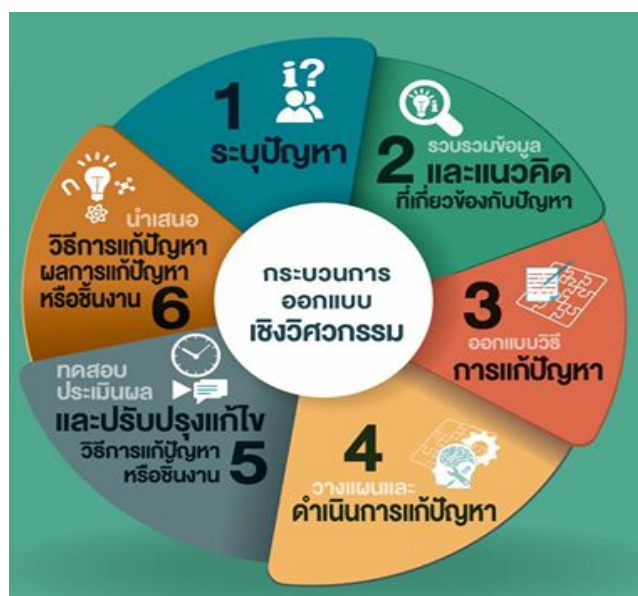 กระบวนการ
ออกแบบ
เชิงวิศวกรรม
1
ระบุปัญหา
i?
2
รวบรวมข้อมูล
และแนวคิด
ที่เกี่ยวข้องกับปัญหา
3
ออกแบบวิธี
การแก้ปัญหา
4
วางแผนและ
ดำเนินการแก้ปัญหา
ทดสอบ
ประเมินผล
และปรับปรุงแก้ไข
วิธีการแก้ปัญหา
หรือชิ้นงาน
5
นำเสนอ
วิธีการแก้ปัญหา
ผลการแก้ปัญหา
หรือชิ้นงาน
6